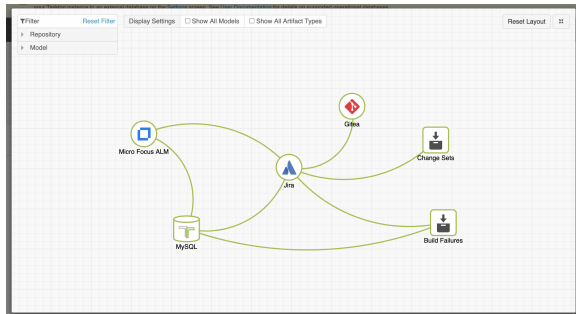 Filter
Reset Filter
Display Settings
Show All Models
Show All Artifact Types
Reset Layout
Repository
Model
Gitea
Micro Focus ALM
Change Sets
Jira
MySQL
Build Failures